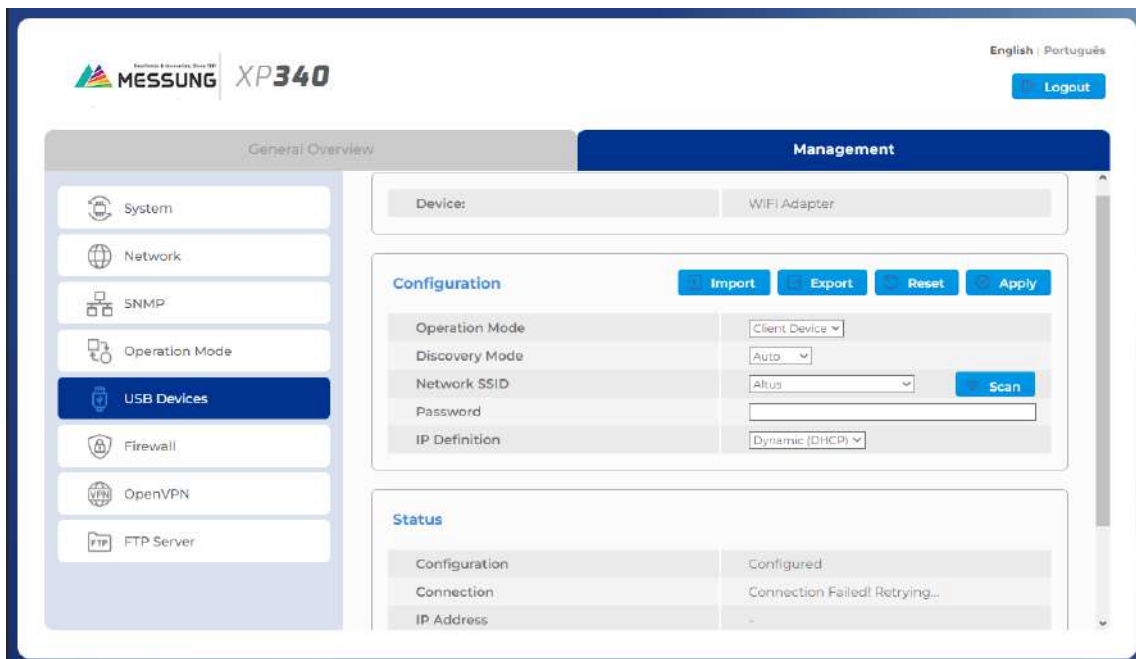 English | Português
MESSUNG XP340
Logout
General Overview Management
System
Network
SNMP
Operation Mode
USB Devices
Firewall
OpenVPN
FTP Server
Device: WiFi Adapter
Configuration Import Export Reset Apply
Operation Mode Client Device
Discovery Mode Auto
Network SSID Altus Scan
Password
IP Definition Dynamic (DHCP)
Status
Configuration Configured
Connection Connection Failed! Retrying...
IP Address -
VPN
FTP